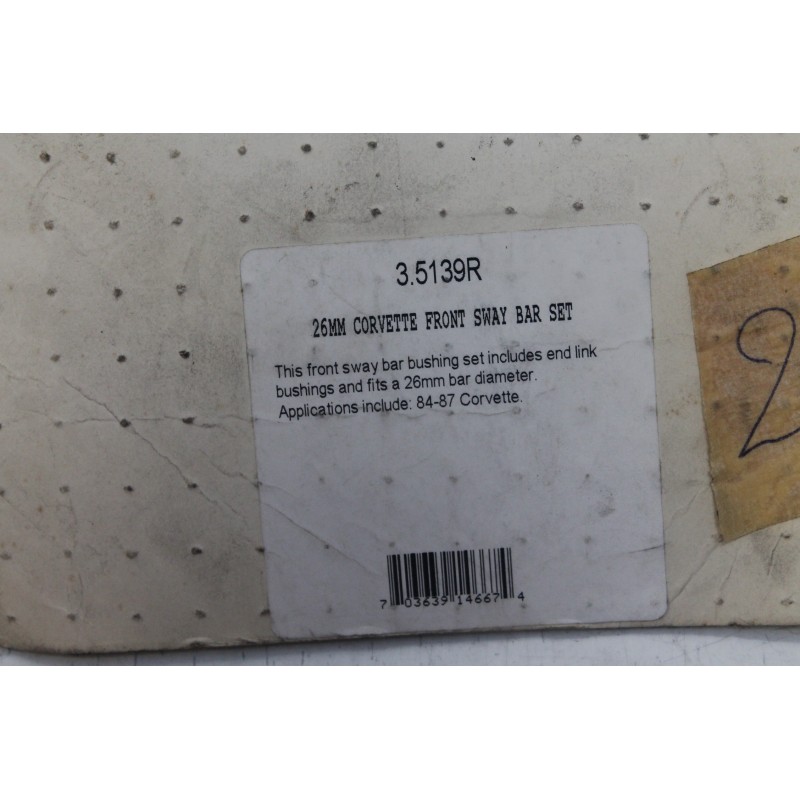 3.5139R
26MM CORVETTE FRONT SWAY BAR SET
This front sway bar bushing set includes end link
bushings and fits a 26mm bar diameter.
Applications include: 84-87 Corvette.
7 03639 14667 4
2